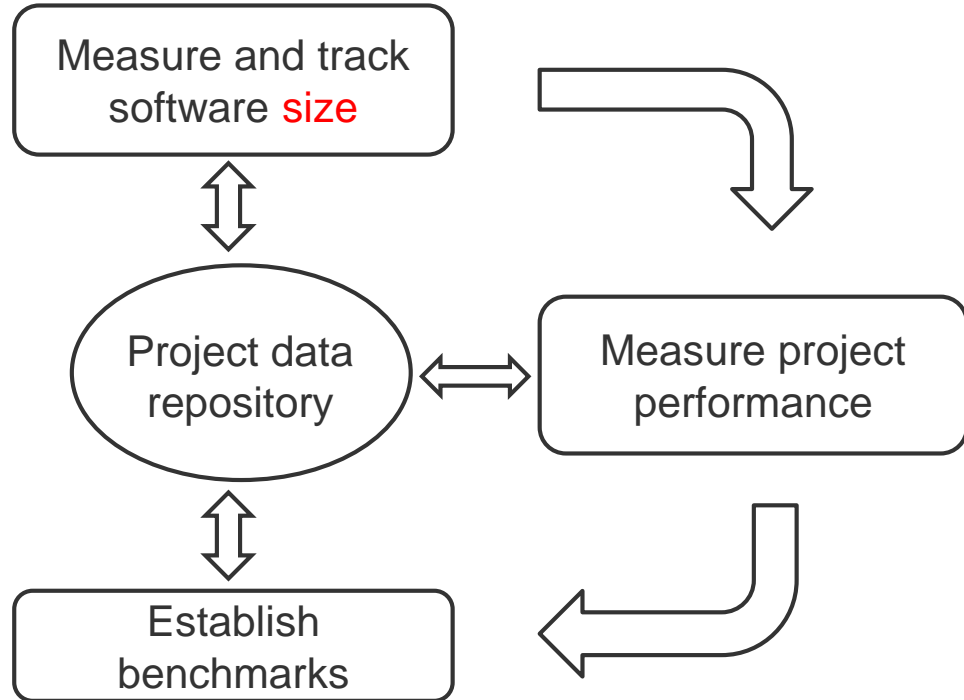 Measure and track
software size
Project data
repository
Measure project
performance
Establish
benchmarks